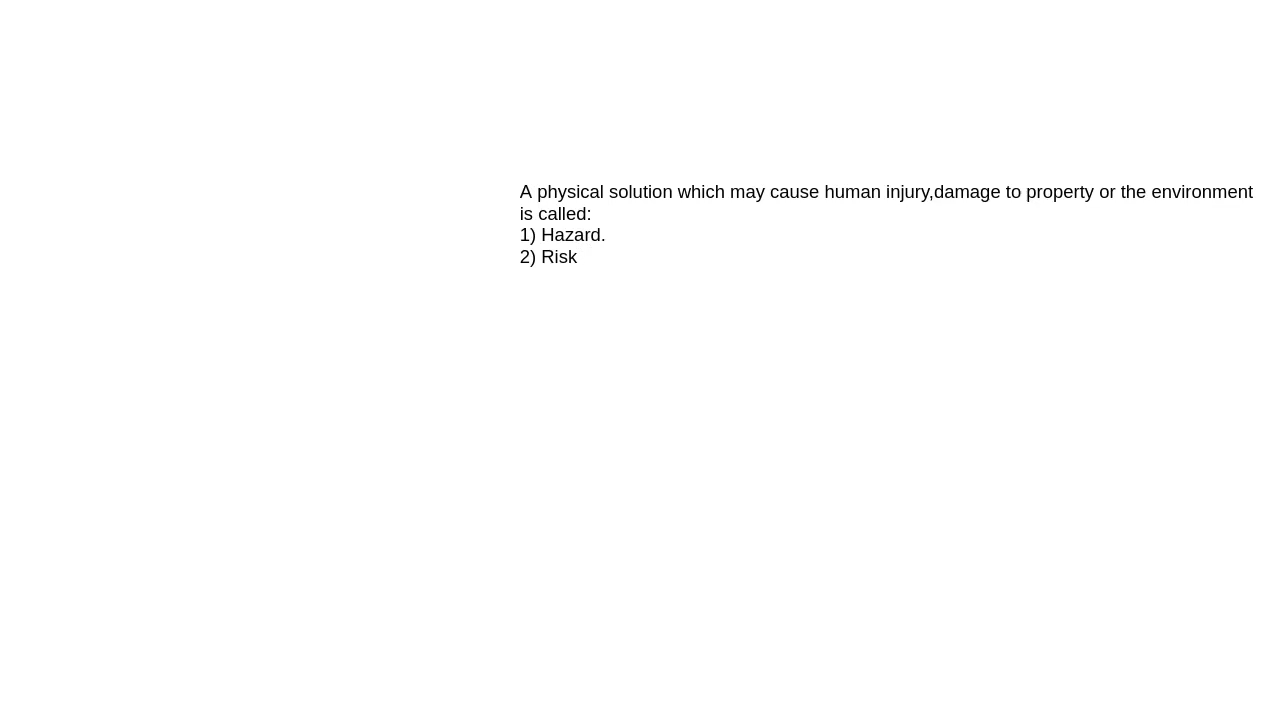 A physical solution which may cause human injury,damage to property or the environment
is called:
1) Hazard.
2) Risk